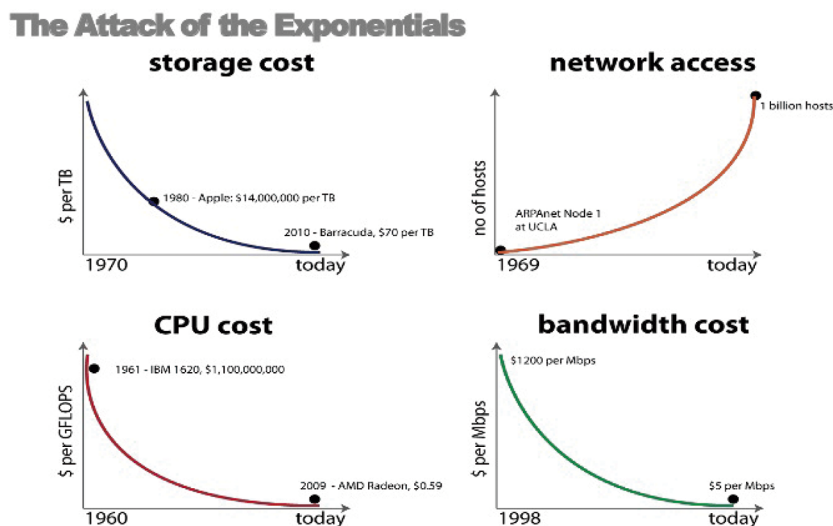 The Attack of the Exponentials
storage cost
$ per TB
1980 - Apple: $14,000,000 per TB
2010 - Barracuda, $70 per TB
1970
today
network access
no of hosts
1 billion hosts
ARPAnet Node 1
at UCLA
1969
today
CPU cost
$ per GFLOPS
1961 - IBM 1620, $1,100,000,000
2009 - AMD Radeon, $0.59
1960
today
bandwidth cost
$ per Mbps
$1200 per Mbps
$5 per Mbps
1998
today